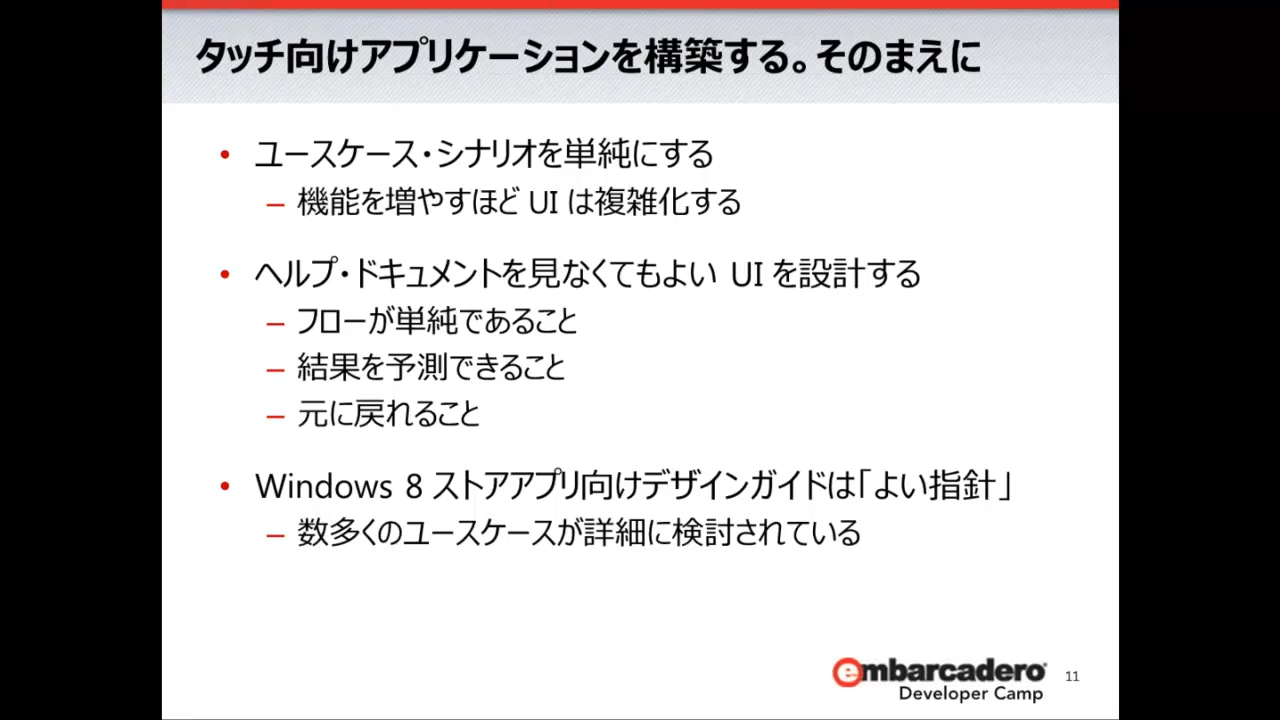 タッチ向けアプリケーションを構築する。そのまえに
• ユースケース・シナリオを単純にする
– 機能を増やすほど UI は複雑化する
• ヘルプ・ドキュメントを見なくてもよい UI を設計する
– フローが単純であること
– 結果を予測できること
– 元に戻れること
• Windows 8 ストアアプリ向けデザインガイドは「よい指針」
– 数多くのユースケースが詳細に検討されている
embarcadero
Developer Camp
11